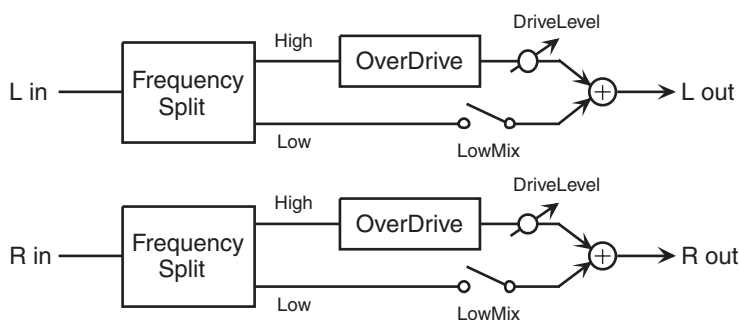 DriveLevel
High
OverDrive
L in
Frequency
Split
+
L out
Low
LowMix
DriveLevel
High
OverDrive
R in
Frequency
Split
+
R out
Low
LowMix